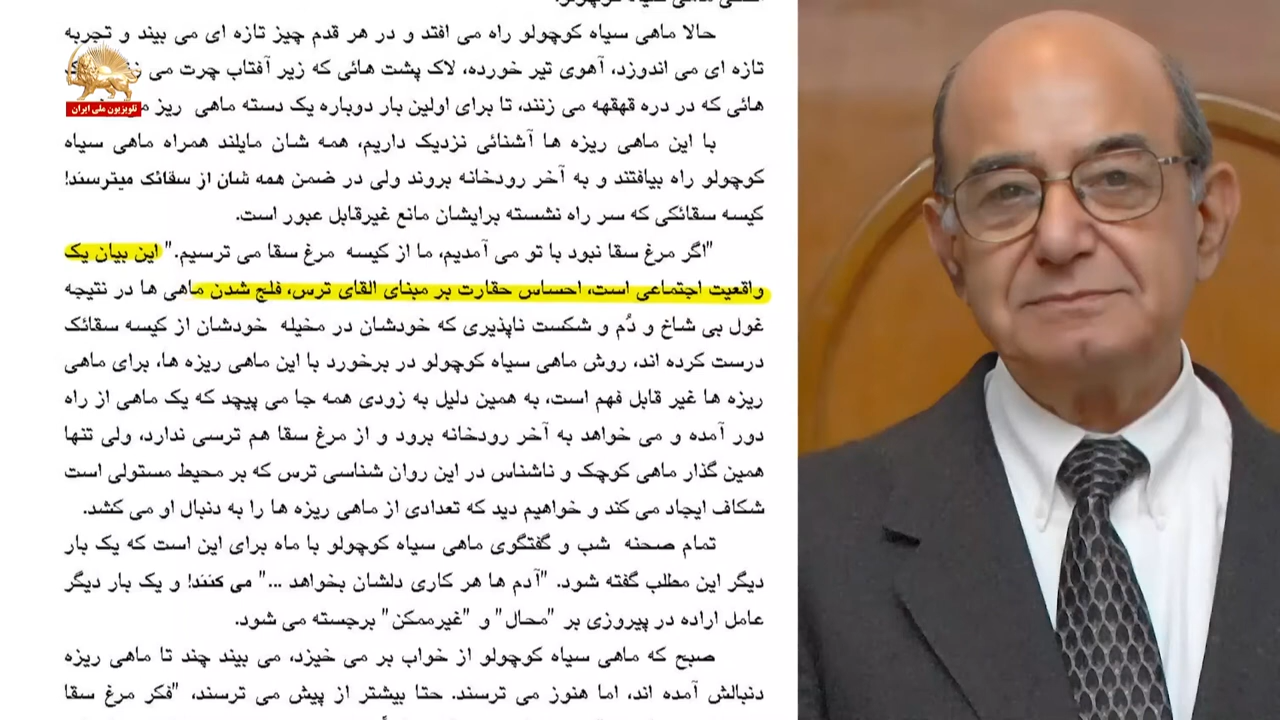 حالا ماهی سیاه کوچولو راه می افتد و در هر قدم چیز تازه ای می بیند و تجربه
تازه ای می اندوزد، آهوی تیر خورده، لاک پشت هائی که زیر آفتاب چرت می
هائی که در دره قهقهه می زنند، تا برای اولین بار دوباره یک دسته ماهی ریز
تلویزیون ملی ایران
با این ماهی ریزه ها آشنائی نزدیک داریم، همه شان مایلند همراه ماهی سیاه
کوچولو راه بیافتند و به آخر رودخانه بروند ولی در ضمن همه شان از سقائک میترسند!
کیسه سقائکی که سر راه نشسته برایشان مانع غیرقابل عبور است.
"اگر مرغ سقا نبود با تو می آمدیم، ما از کیسه مرغ سقا می ترسیم." این بیان یک
واقعیت اجتماعی است، احساس حقارت بر مبنای القای ترس، فلج شدن ماهی ها در نتیجه
غول بی شاخ و دُم و شکست ناپذیری که خودشان در مخیله خودشان از کیسه سقائک
درست کرده اند، روش ماهی سیاه کوچولو در برخورد با این ماهی ریزه ها، برای ماهی
ریزه ها غیر قابل فهم است، به همین دلیل به زودی همه جا می پیچد که یک ماهی از راه
دور آمده و می خواهد به آخر رودخانه برود و از مرغ سقا هم ترسی ندارد، ولی تنها
همین گذار ماهی کوچک و ناشناس در این روان شناسی ترس که بر محیط مستولی است
شکاف ایجاد می کند و خواهیم دید که تعدادی از ماهی ریزه ها را به دنبال او می کشد.
تمام صحنه شب و گفتگوی ماهی سیاه کوچولو با ماه برای این است که یک بار
دیگر این مطلب گفته شود. "آدم ها هر کاری دلشان بخواهد ..." می کنند! و یک بار دیگر
عامل اراده در پیروزی بر "محال" و "غیرممکن" برجسته می شود.
صبح که ماهی سیاه کوچولو از خواب بر می خیزد، می بیند چند تا ماهی ریزه
دنبالش آمده اند، اما هنوز می ترسند. حتا بیشتر از پیش می ترسند، "فکر مرغ سقا